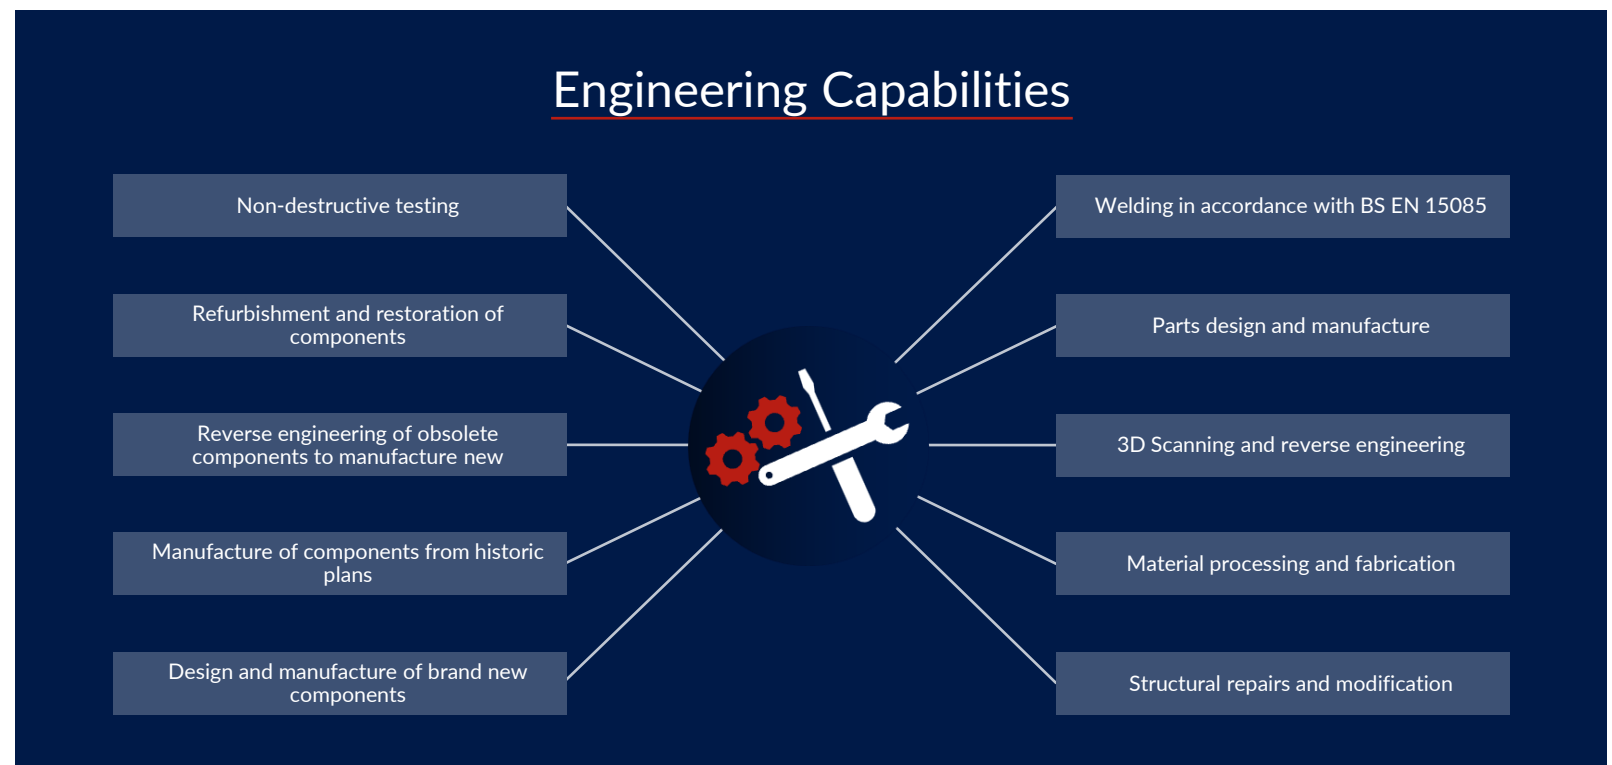 Engineering Capabilities
Non-destructive testing
Refurbishment and restoration of
components
Reverse engineering of obsolete
components to manufacture new
Manufacture of components from historic
plans
Design and manufacture of brand new
components
Welding in accordance with BS EN 15085
Parts design and manufacture
3D Scanning and reverse engineering
Material processing and fabrication
Structural repairs and modification